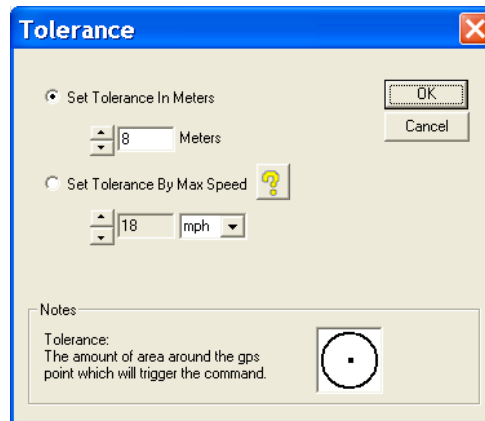 Tolerance
Set Tolerance In Meters
OK
8 Meters
Cancel
Set Tolerance By Max Speed ?
18 mph
Notes
Tolerance:
The amount of area around the gps
point which will trigger the command.